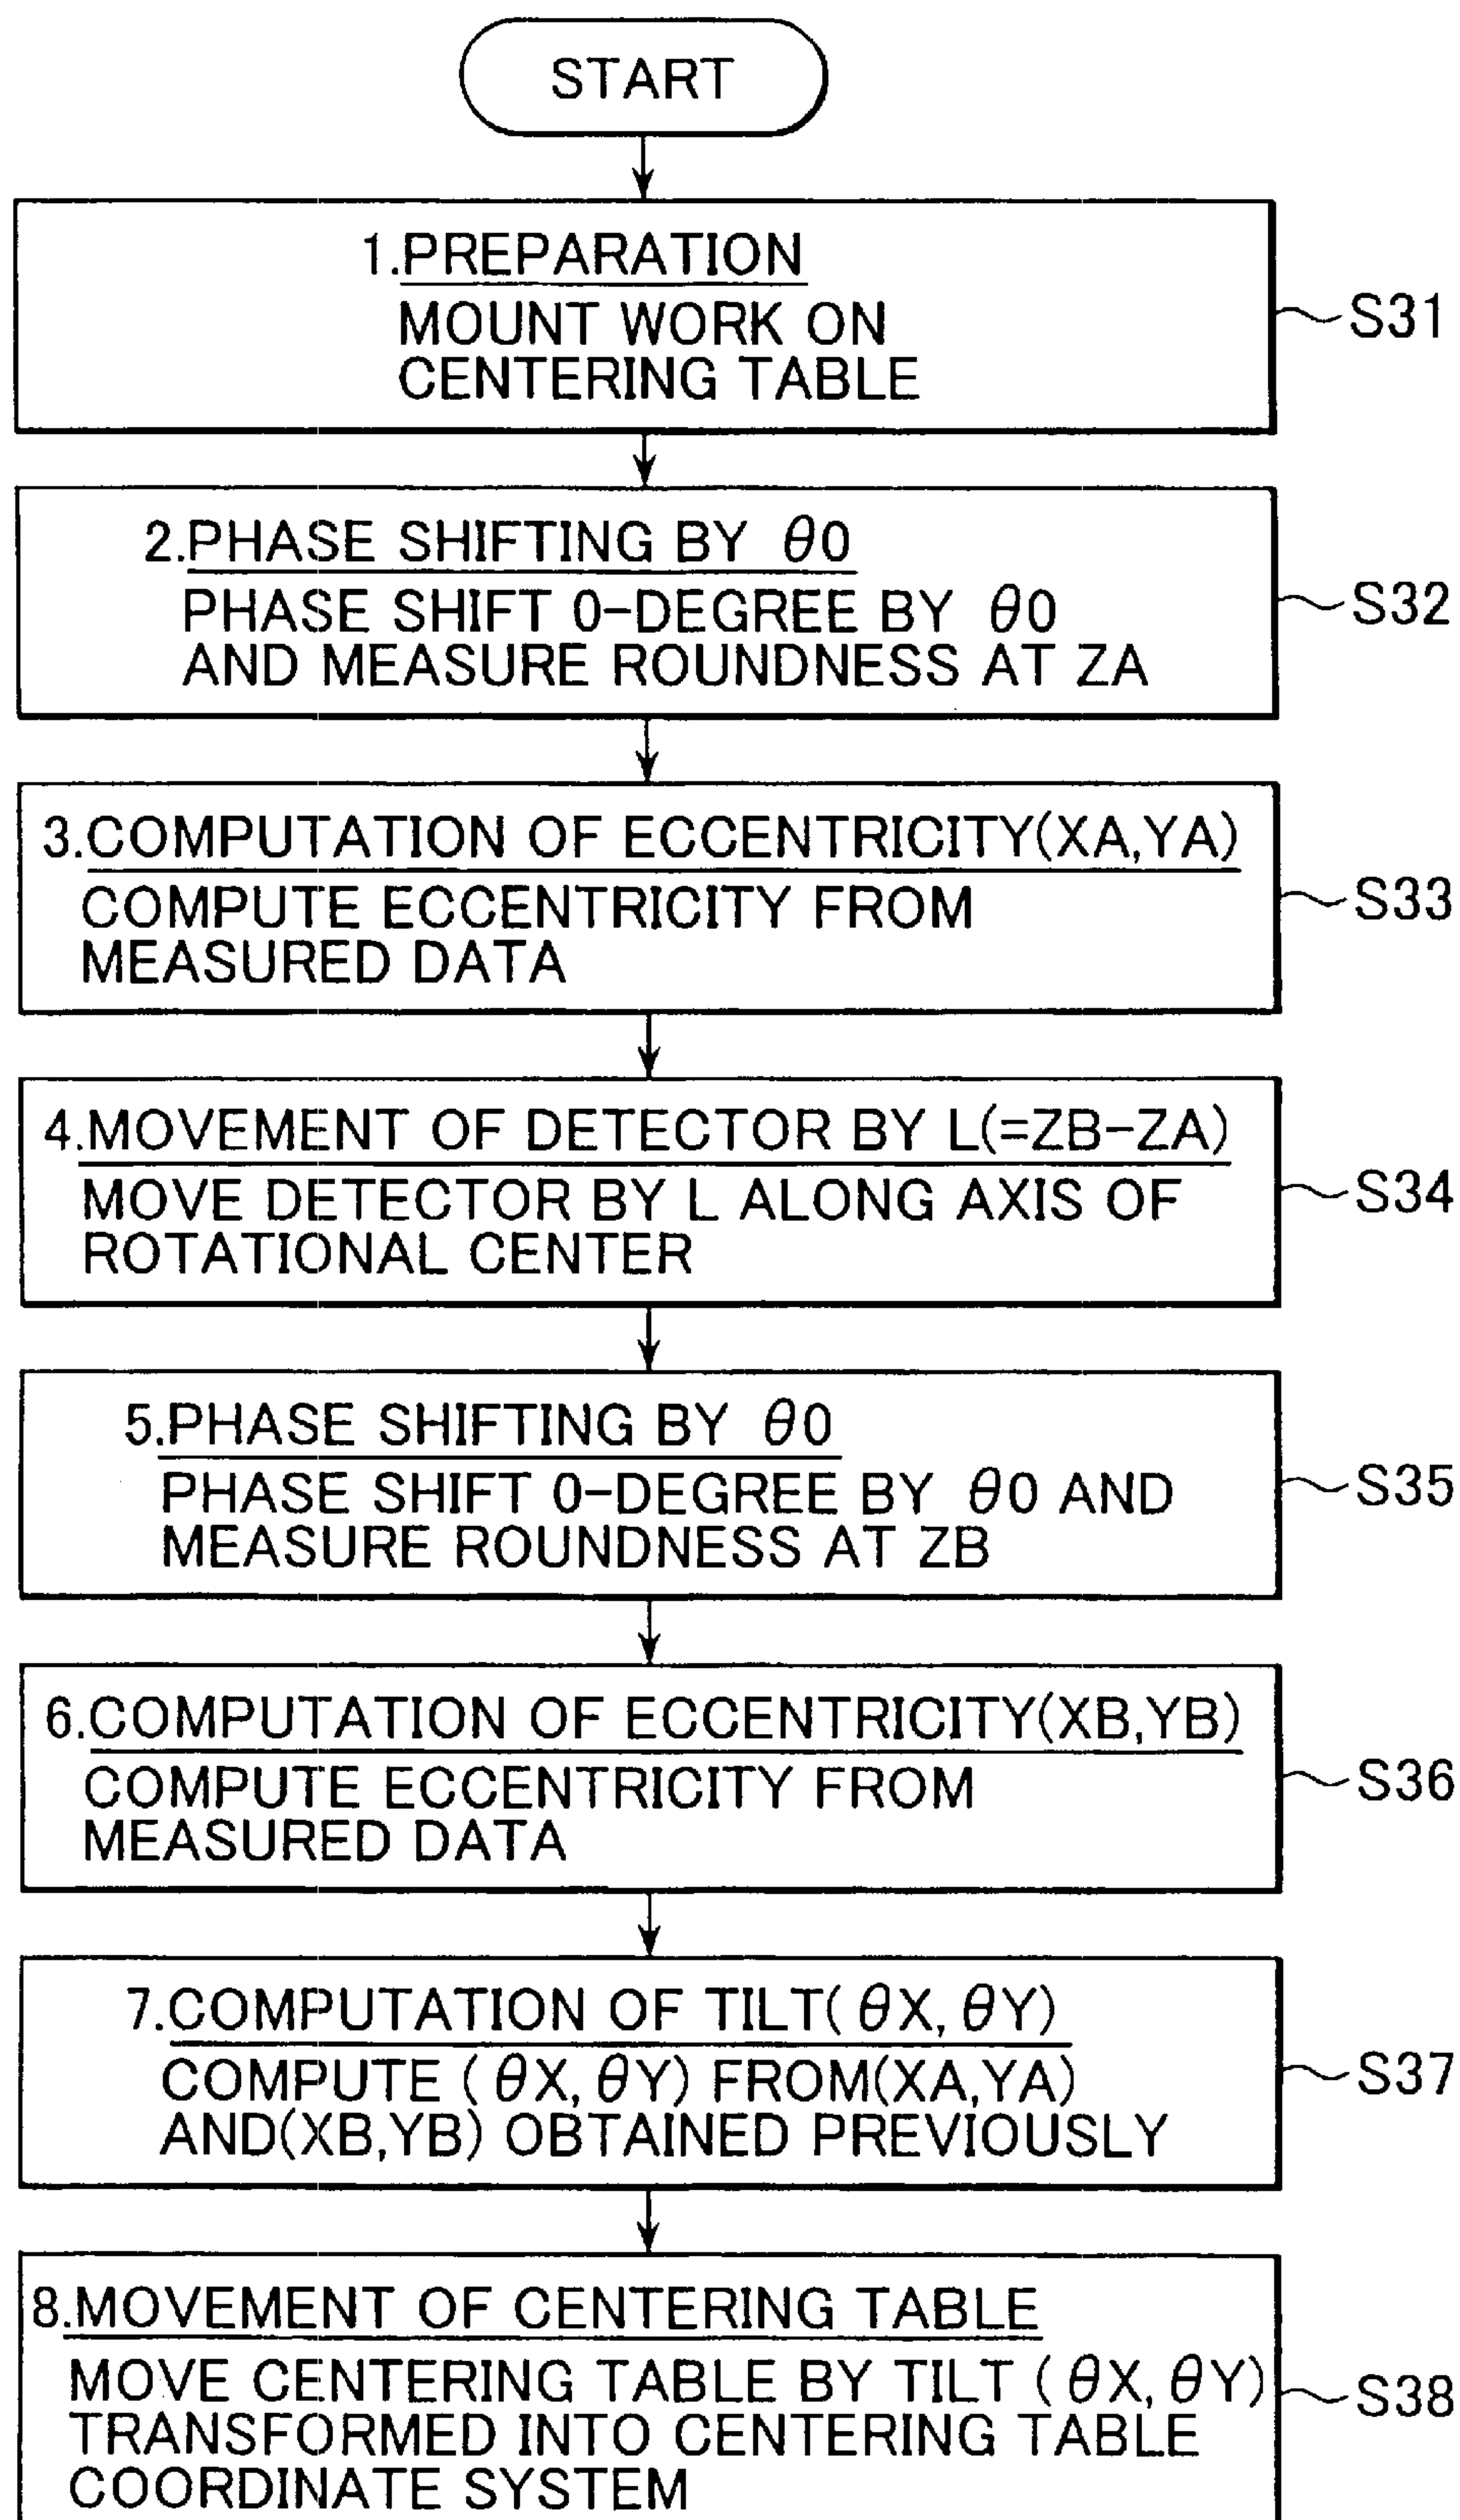 START
1.PREPARATION
MOUNT WORK ON
CENTERING TABLE
S31
2.PHASE SHIFTING BY θ0
PHASE SHIFT 0-DEGREE BY θ0
AND MEASURE ROUNDNESS AT ZA
S32
3.COMPUTATION OF ECCENTRICITY(XA,YA)
COMPUTE ECCENTRICITY FROM
MEASURED DATA
S33
4.MOVEMENT OF DETECTOR BY L(=ZB-ZA)
MOVE DETECTOR BY L ALONG AXIS OF
ROTATIONAL CENTER
S34
5.PHASE SHIFTING BY θ0
PHASE SHIFT 0-DEGREE BY θ0 AND
MEASURE ROUNDNESS AT ZB
S35
6.COMPUTATION OF ECCENTRICITY(XB,YB)
COMPUTE ECCENTRICITY FROM
MEASURED DATA
S36
7.COMPUTATION OF TILT(θX,θY)
COMPUTE (θX,θY) FROM(XA,YA)
AND(XB,YB) OBTAINED PREVIOUSLY
S37
8.MOVEMENT OF CENTERING TABLE
MOVE CENTERING TABLE BY TILT (θX,θY)
TRANSFORMED INTO CENTERING TABLE
COORDINATE SYSTEM
S38